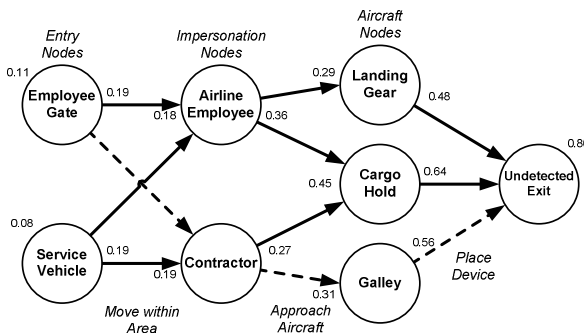 Entry
Nodes
Impersonation
Nodes
Aircraft
Nodes
0.11
Employee
Gate
0.19
0.18
Airline
Employee
0.29
0.36
Landing
Gear
0.48
0.45
Cargo
Hold
0.64
Undetected
Exit
0.08
Service
Vehicle
0.19
0.19
Contractor
0.27
0.31
Galley
0.56
Place
Device
Move within
Area
Approach
Aircraft